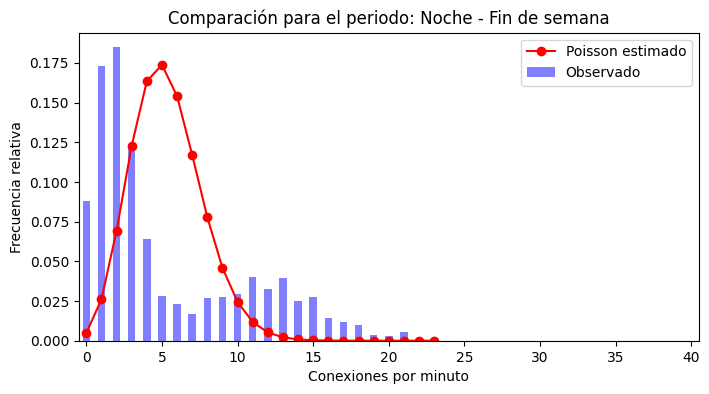 Comparación para el periodo: Noche - Fin de semana
Poisson estimado
Observado
Frecuencia relativa
0.175
0.150
0.125
0.100
0.075
0.050
0.025
0.000
0 5 10 15 20 25 30 35 40
Conexiones por minuto